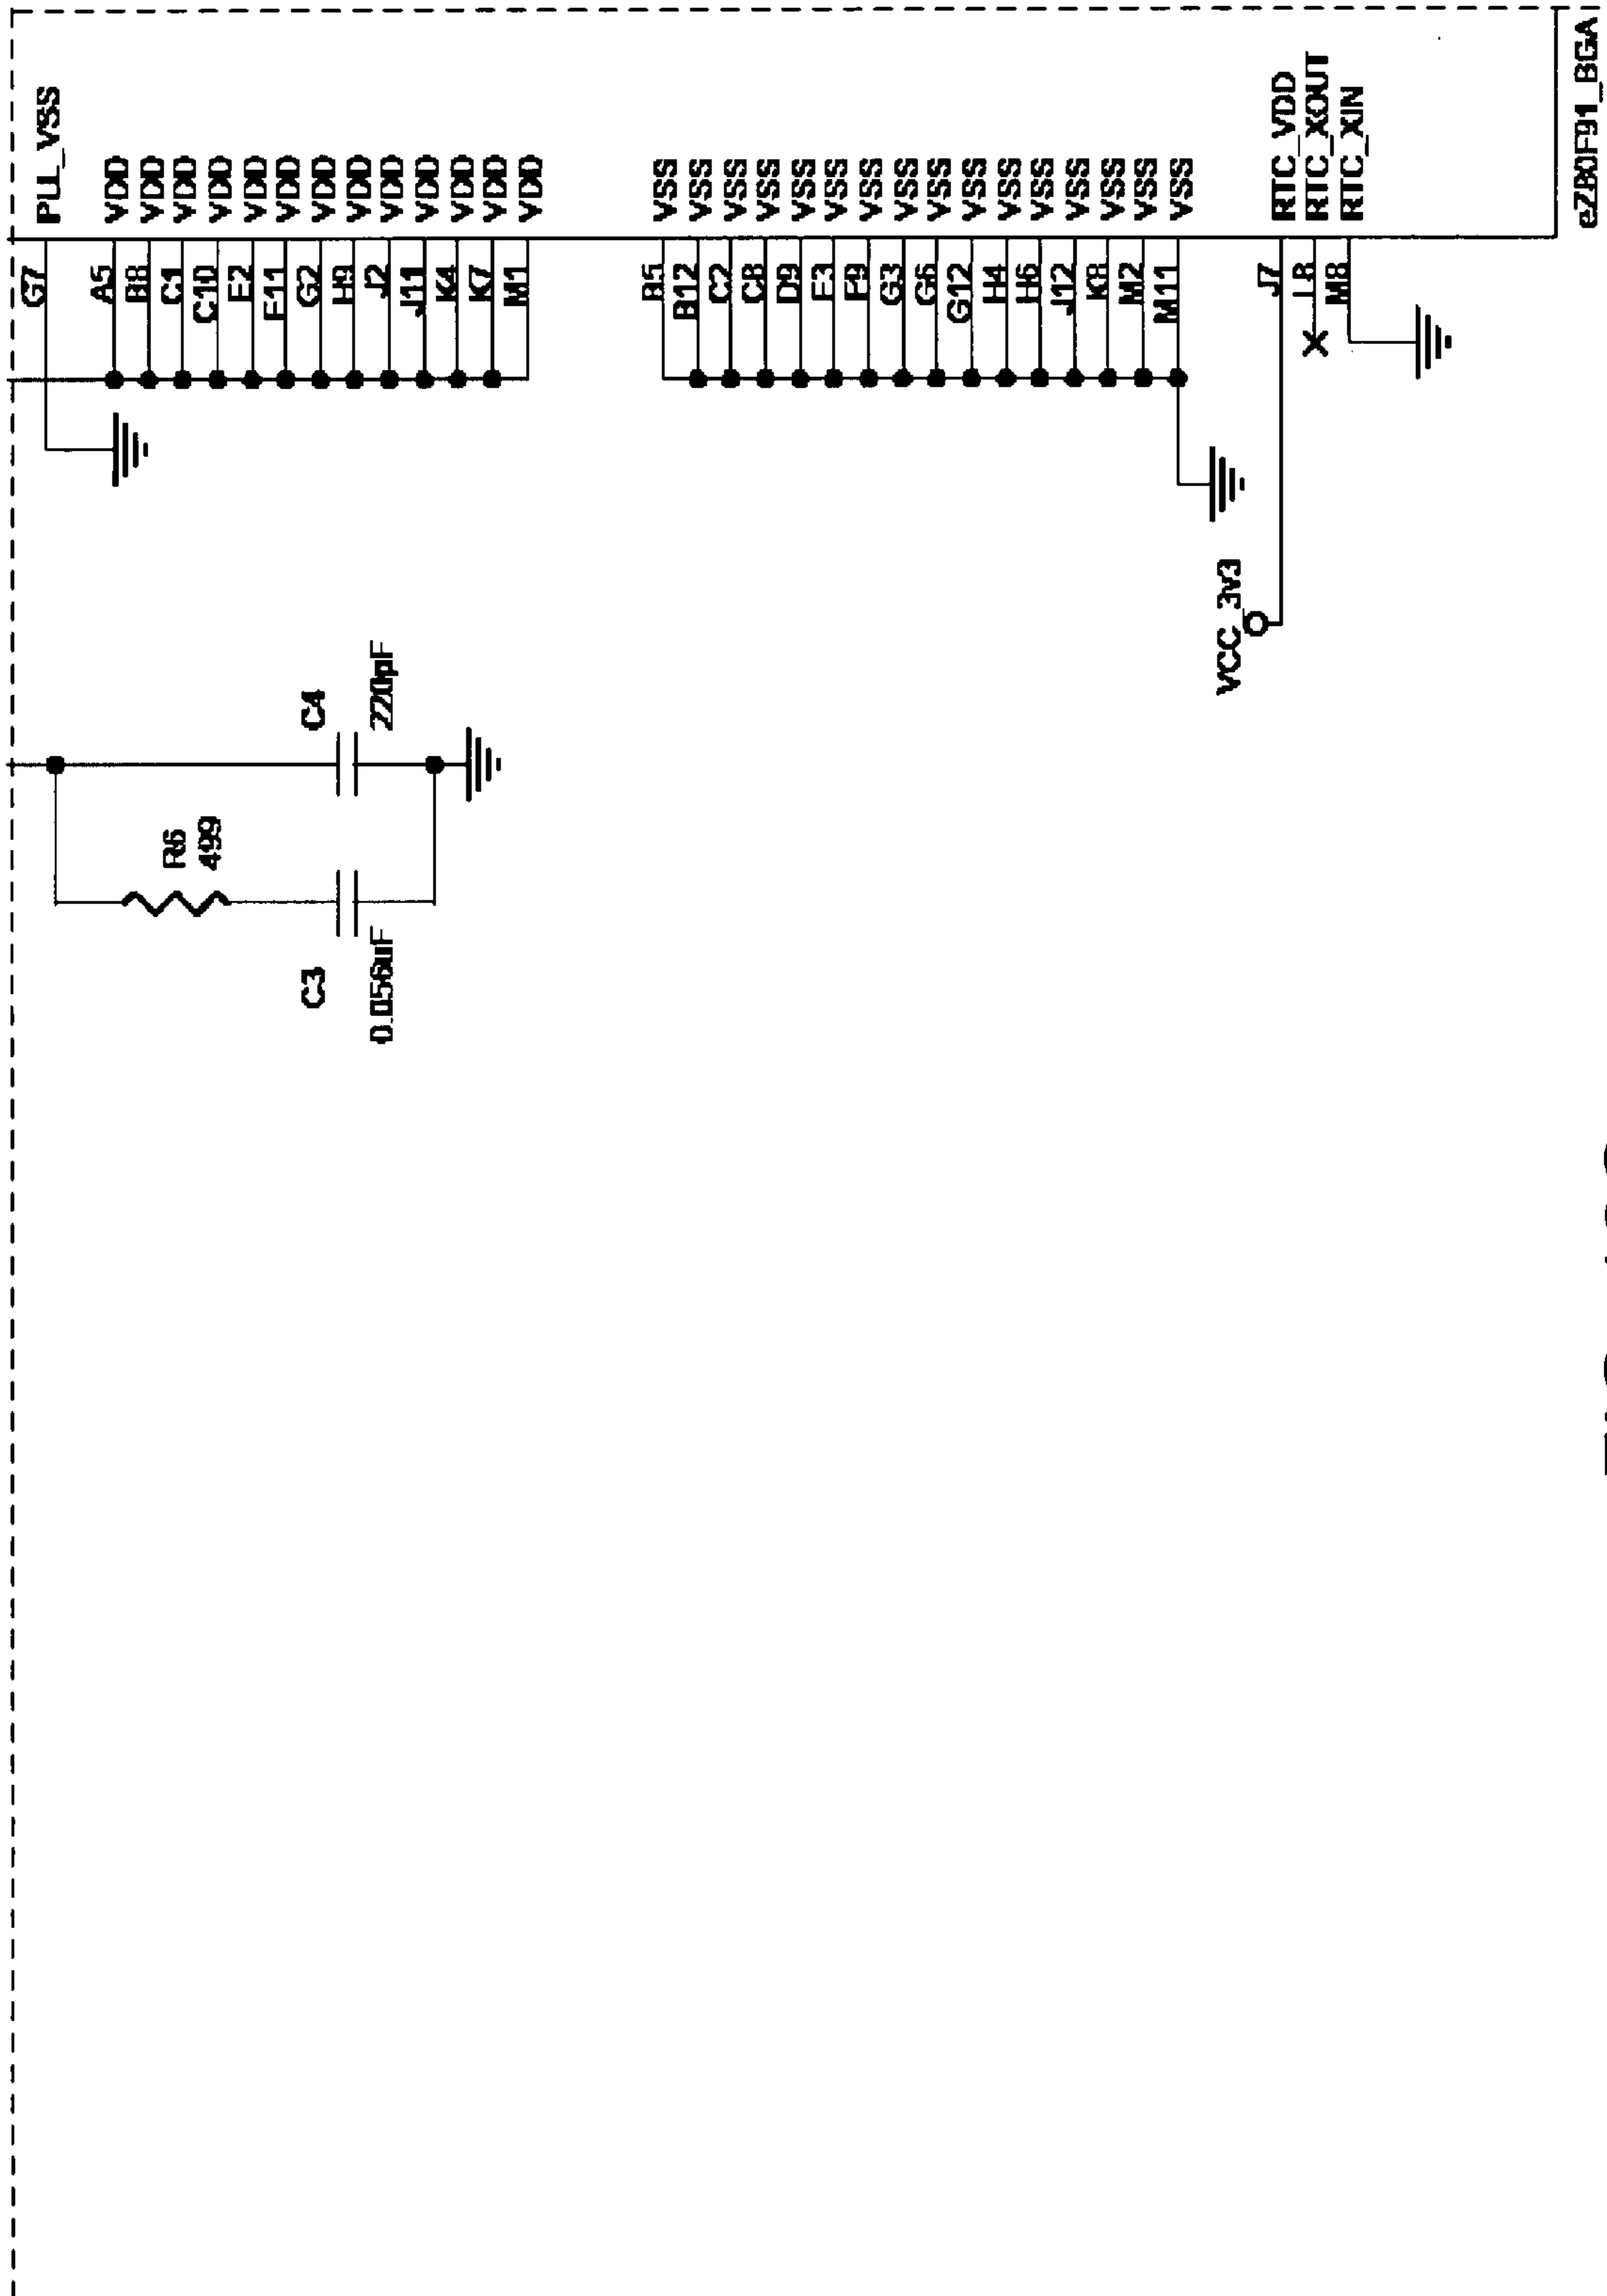 G7 PLL_VSS
A5 VDD
B8 VDD
R6
499
C1 VDD
C10 VDD
E2 VDD
F11 VDD
C3
C4
G2 VDD
H9 VDD
0.056uF
220pF
J2 VDD
J11 VDD
K4 VDD
K7 VDD
M1 VDD
B5 VSS
B12 VSS
C2 VSS
C8 VSS
D9 VSS
E3 VSS
F9 VSS
G3 VSS
G6 VSS
G12 VSS
H4 VSS
H6 VSS
J12 VSS
K8 VSS
M2 VSS
M11 VSS
VCC_3v3
J7 RTC_VDD
L8 RTC_XOUT
M8 RTC_XIN
eZ80F91_BGA